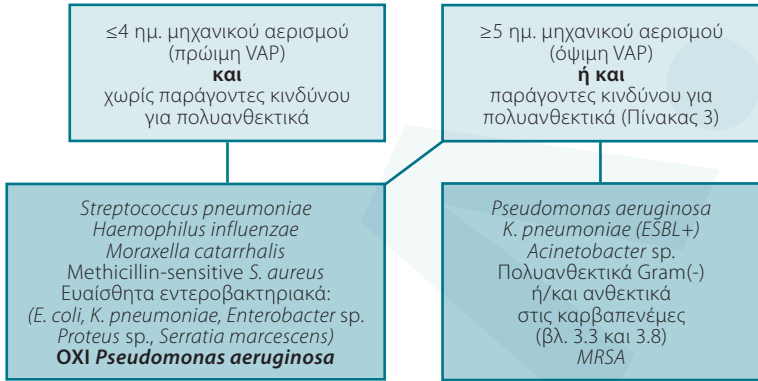 ≤4 ημ. μηχανικού αερισμού
(πρώιμη VAP)
και
χωρίς παράγοντες κινδύνου
για πολυανθεκτικά
≥5 ημ. μηχανικού αερισμού
(όψιμη VAP)
ή και
παράγοντες κινδύνου για
πολυανθεκτικά (Πίνακας 3)
Streptococcus pneumoniae
Haemophilus influenzae
Moraxella catarrhalis
Methicillin-sensitive S. aureus
Ευαίσθητα εντεροβακτηριακά:
(E. coli, K. pneumoniae, Enterobacter sp.
Proteus sp., Serratia marcescens)
ΟΧΙ Pseudomonas aeruginosa
Pseudomonas aeruginosa
K. pneumoniae (ESBL+)
Acinetobacter sp.
Πολυανθεκτικά Gram(-)
ή/και ανθεκτικά
στις καρβαπενέμες
(βλ. 3.3 και 3.8)
MRSA